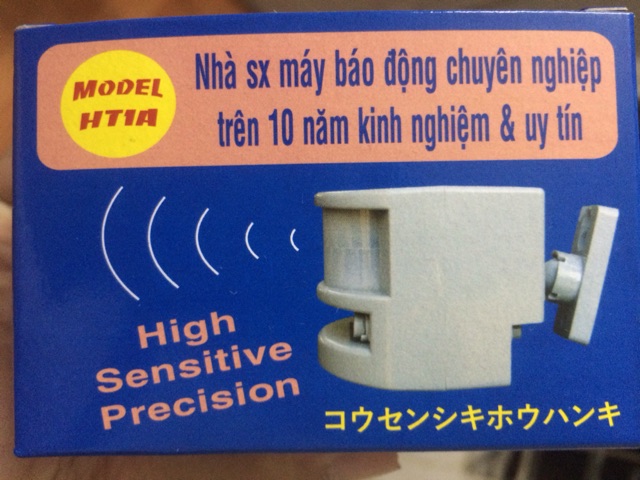 MODEL
HT1A
Nhà sx máy báo động chuyên nghiệp
trên 10 năm kinh nghiệm & uy tín
High
Sensitive
Precision
コウセンシキホウハンキ